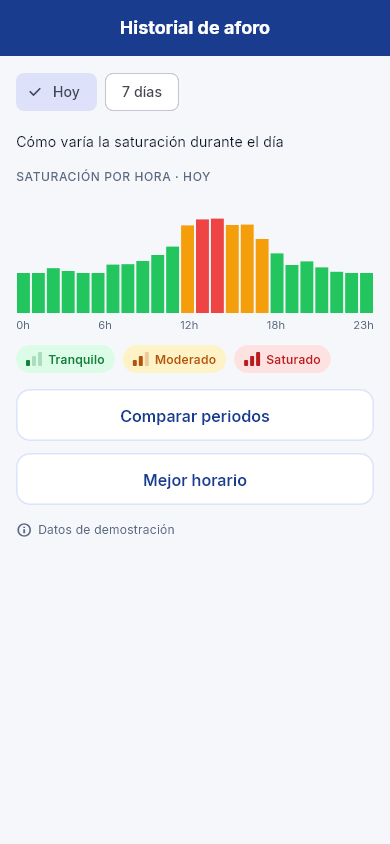 Historial de aforo
Hoy
7 días
Cómo varía la saturación durante el día
SATURACIÓN POR HORA · HOY
0h 6h 12h 18h 23h
Tranquilo Moderado Saturado
Comparar periodos
Mejor horario
Datos de demostración